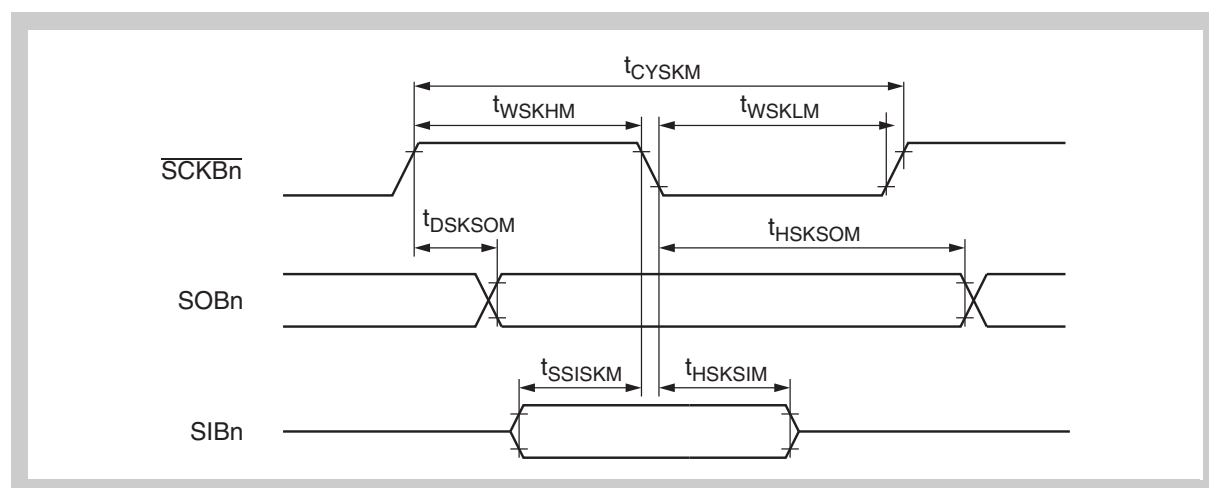 tCYSKM
tWSKHM
tWSKLM
SCKBn
tDSKSOM
tHSKSOM
SOBn
tSSISKM
tHSKSIM
SIBn